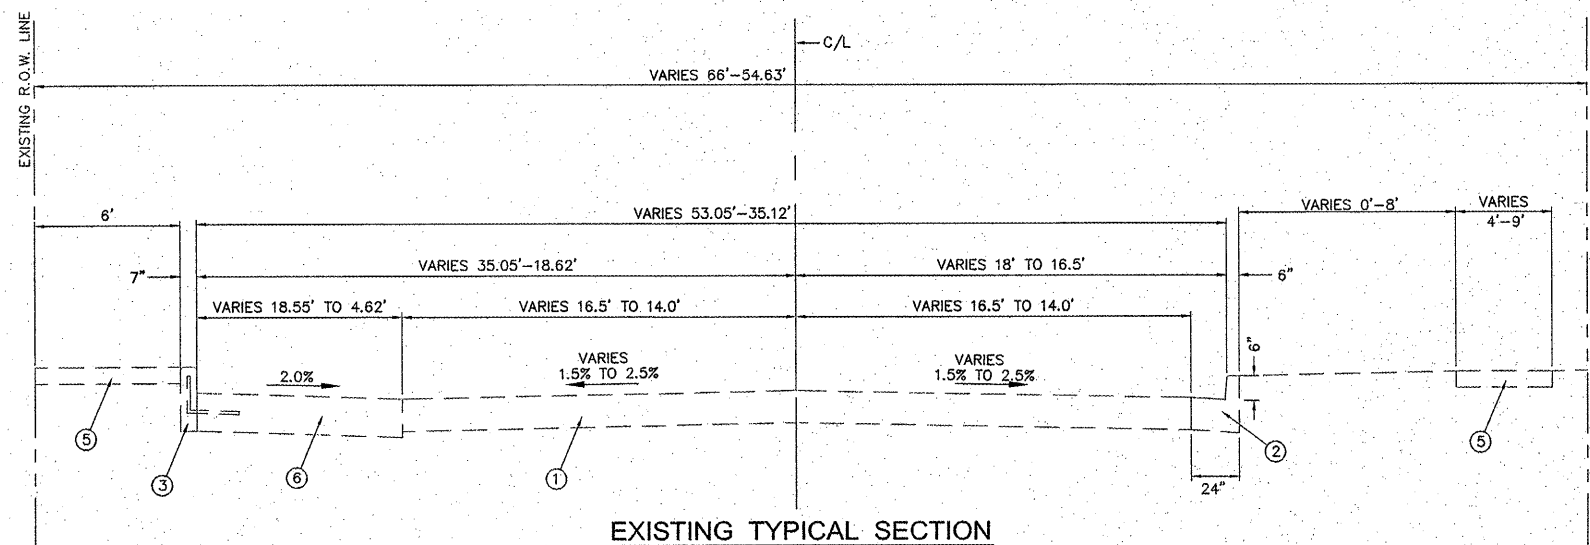 EXISTING R.O.W. LINE
C/L
VARIES 66'-54.63'
6'
VARIES 53.05'-35.12'
VARIES 0'-8'
VARIES
4'-9'
7"
VARIES 35.05'-18.62'
VARIES 18' TO 16.5'
6"
VARIES 18.55' TO 4.62'
VARIES 16.5' TO 14.0'
VARIES 16.5' TO 14.0'
6"
2.0%
VARIES
1.5% TO 2.5%
VARIES
1.5% TO 2.5%
5
3
6
1
2
5
24"
EXISTING TYPICAL SECTION